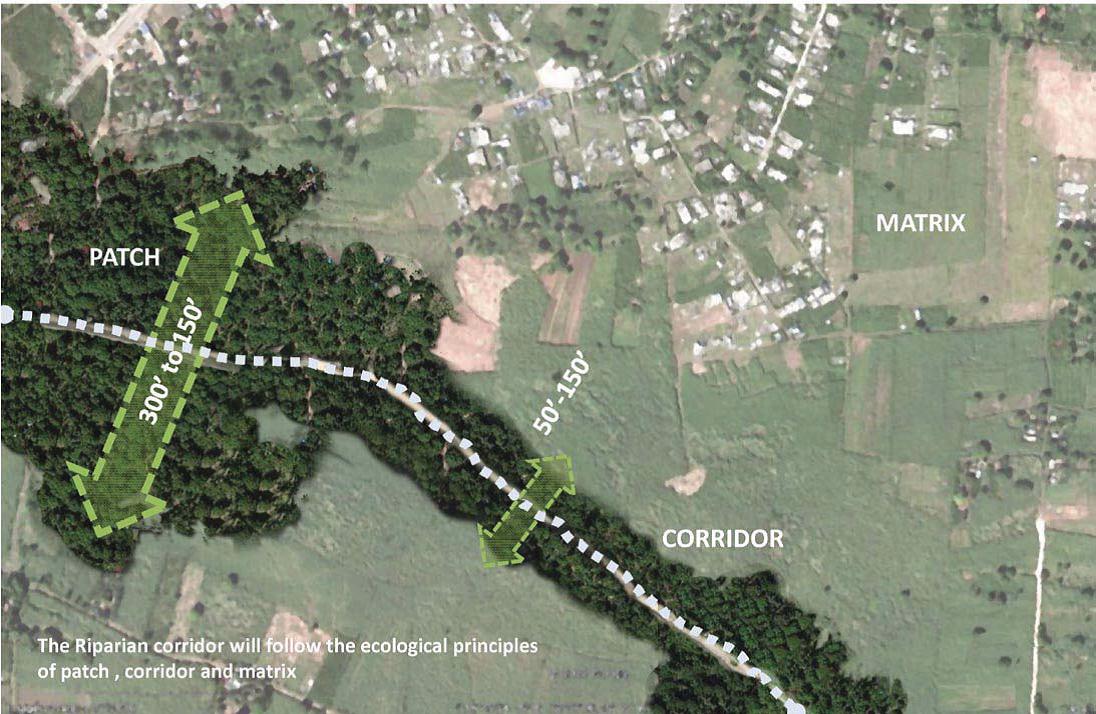 MATRIX
PATCH
300’ to 150’
50’-150’
CORRIDOR
The Riparian corridor will follow the ecological principles
of patch , corridor and matrix